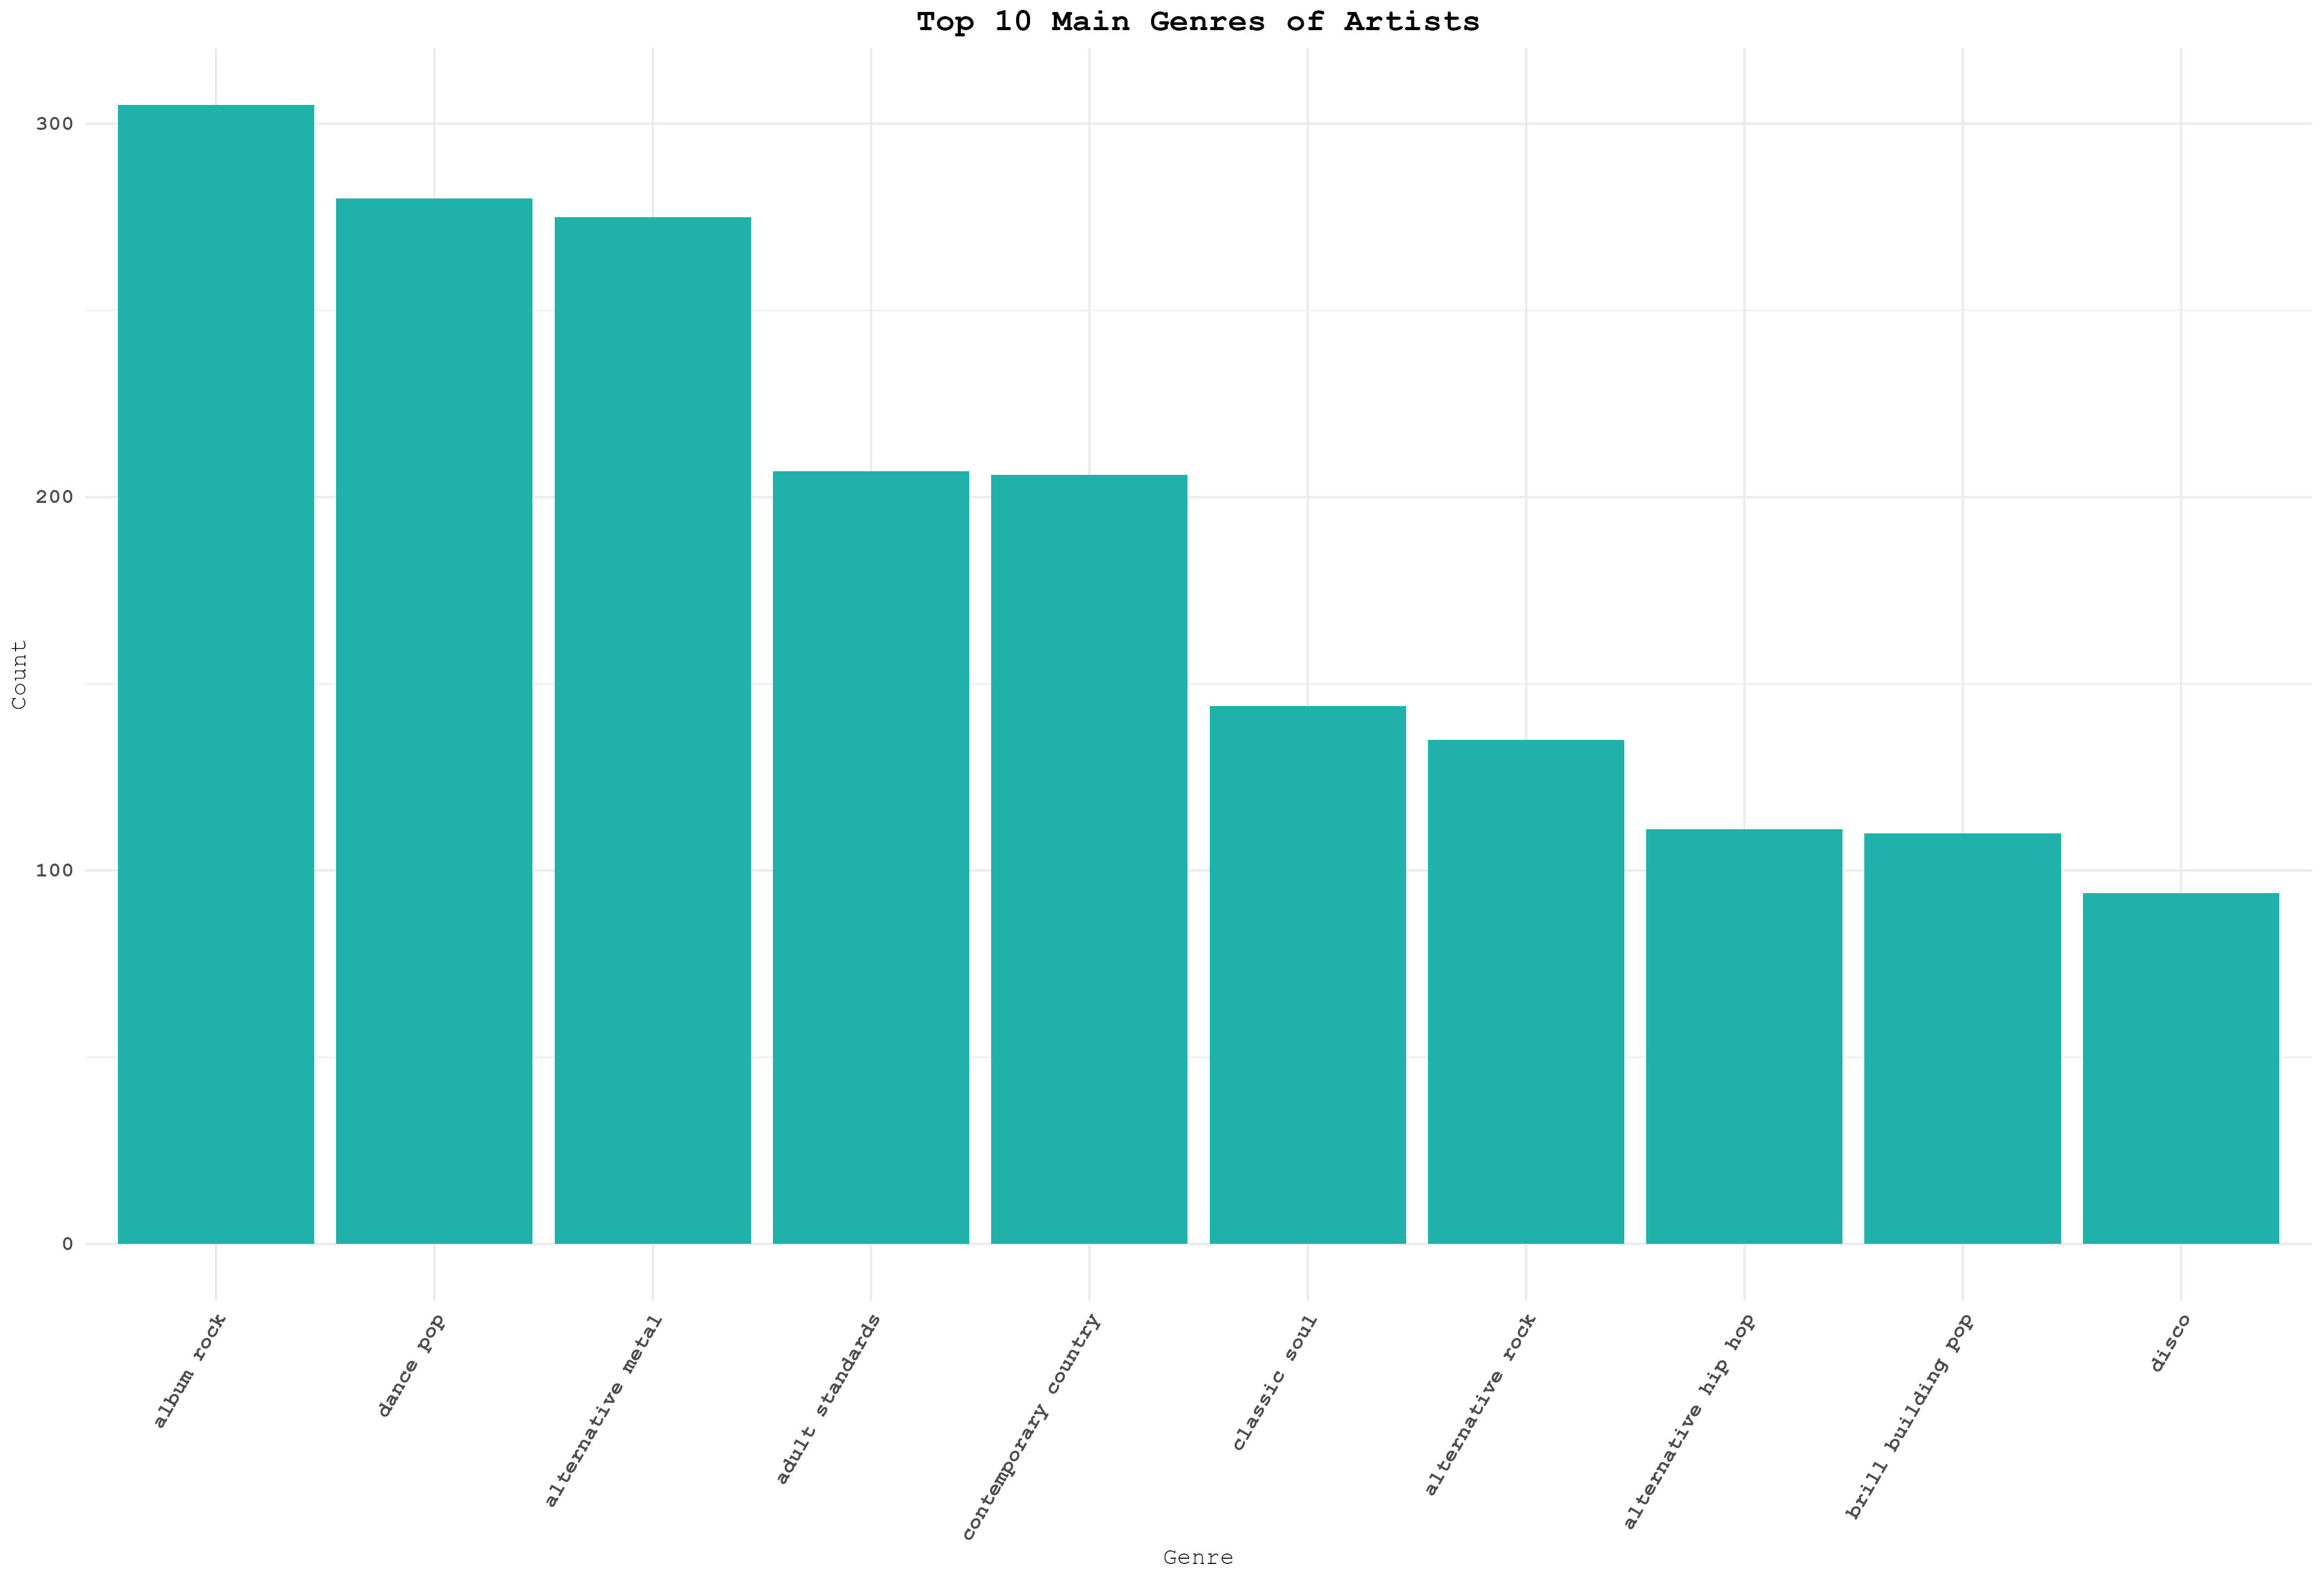 Top 10 Main Genres of Artists
300
200
100
0
Count
album rock
dance pop
alternative metal
adult standards
contemporary country
classic soul
alternative rock
alternative hip hop
brill building pop
disco
Genre